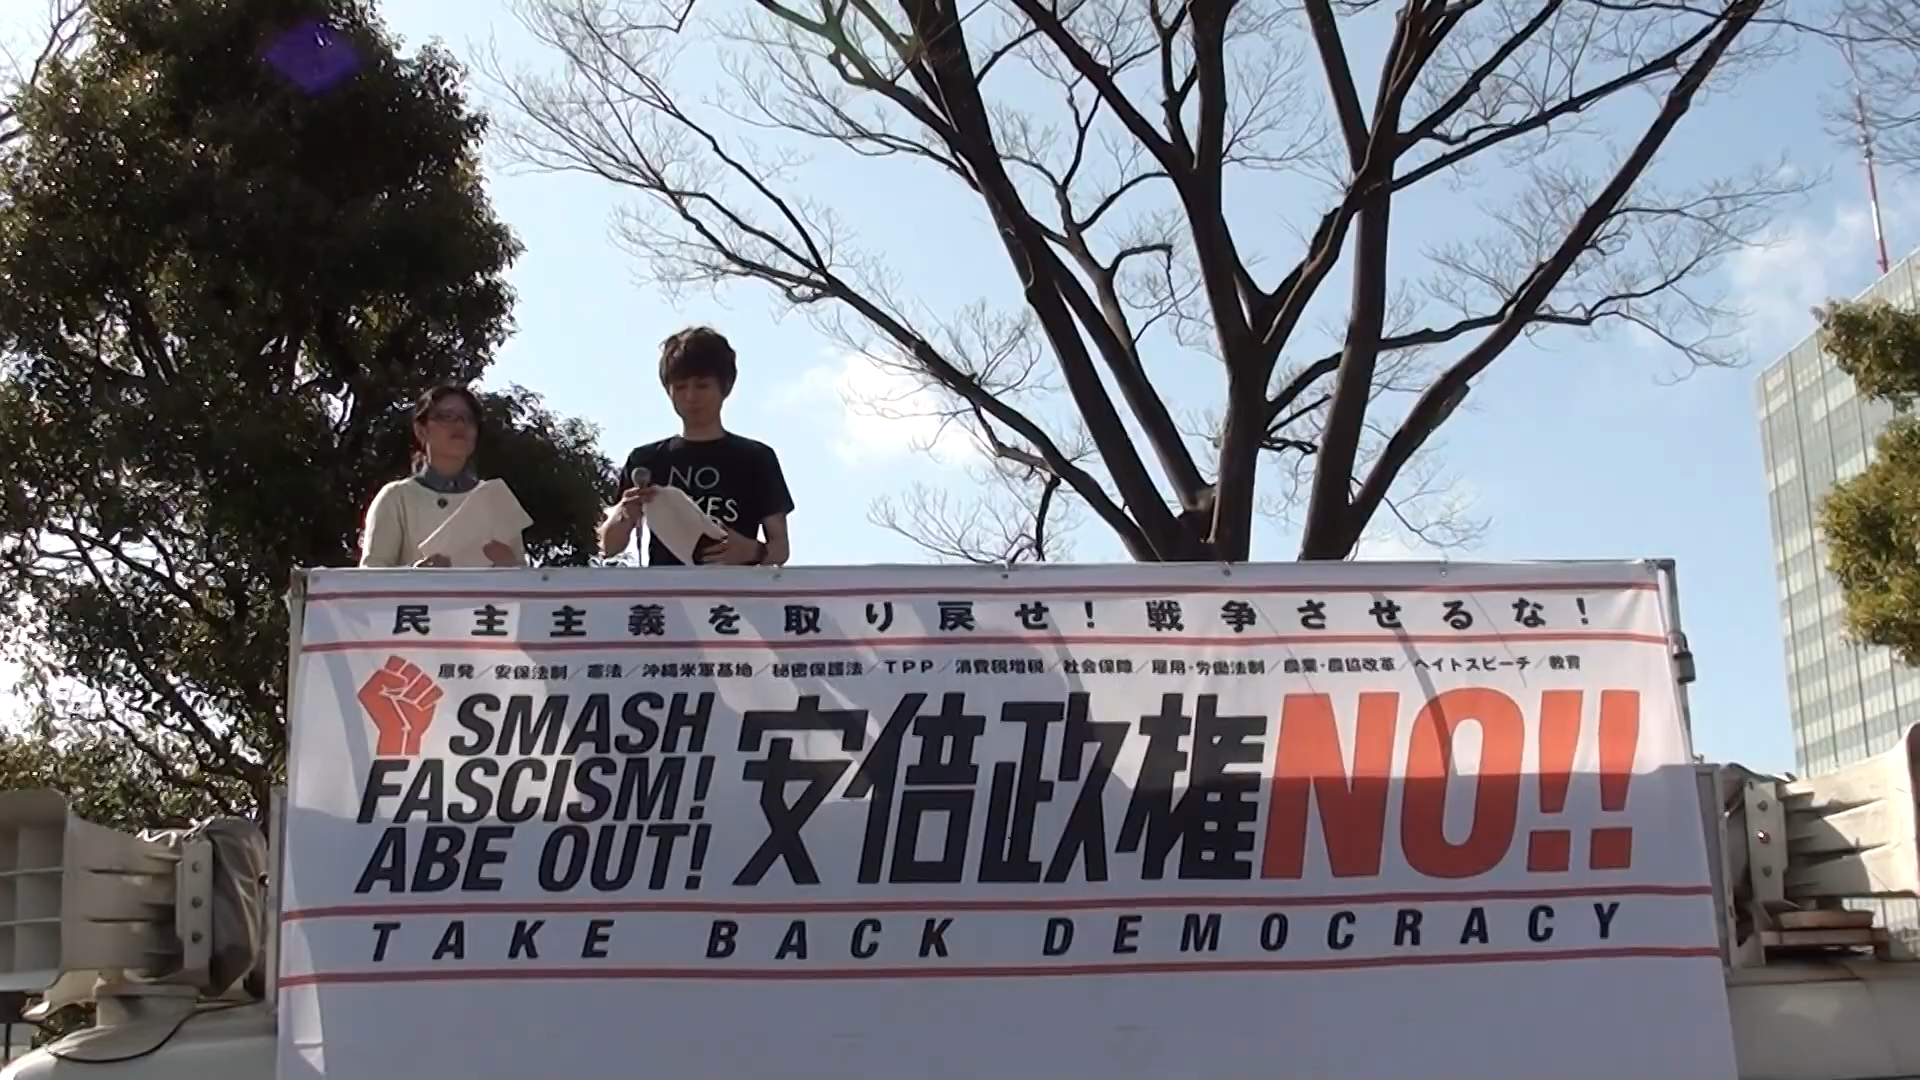 NO
民主主義を取り戻せ！戦争させるな！
原発／安保法制／憲法／沖縄米軍基地／秘密保護法／TPP／消費税増税／社会保障／雇用・労働法制／農業・農協改革／ヘイトスピーチ／教育
SMASH
FASCISM!
ABE OUT!
安倍政権NO!!
TAKE BACK DEMOCRACY